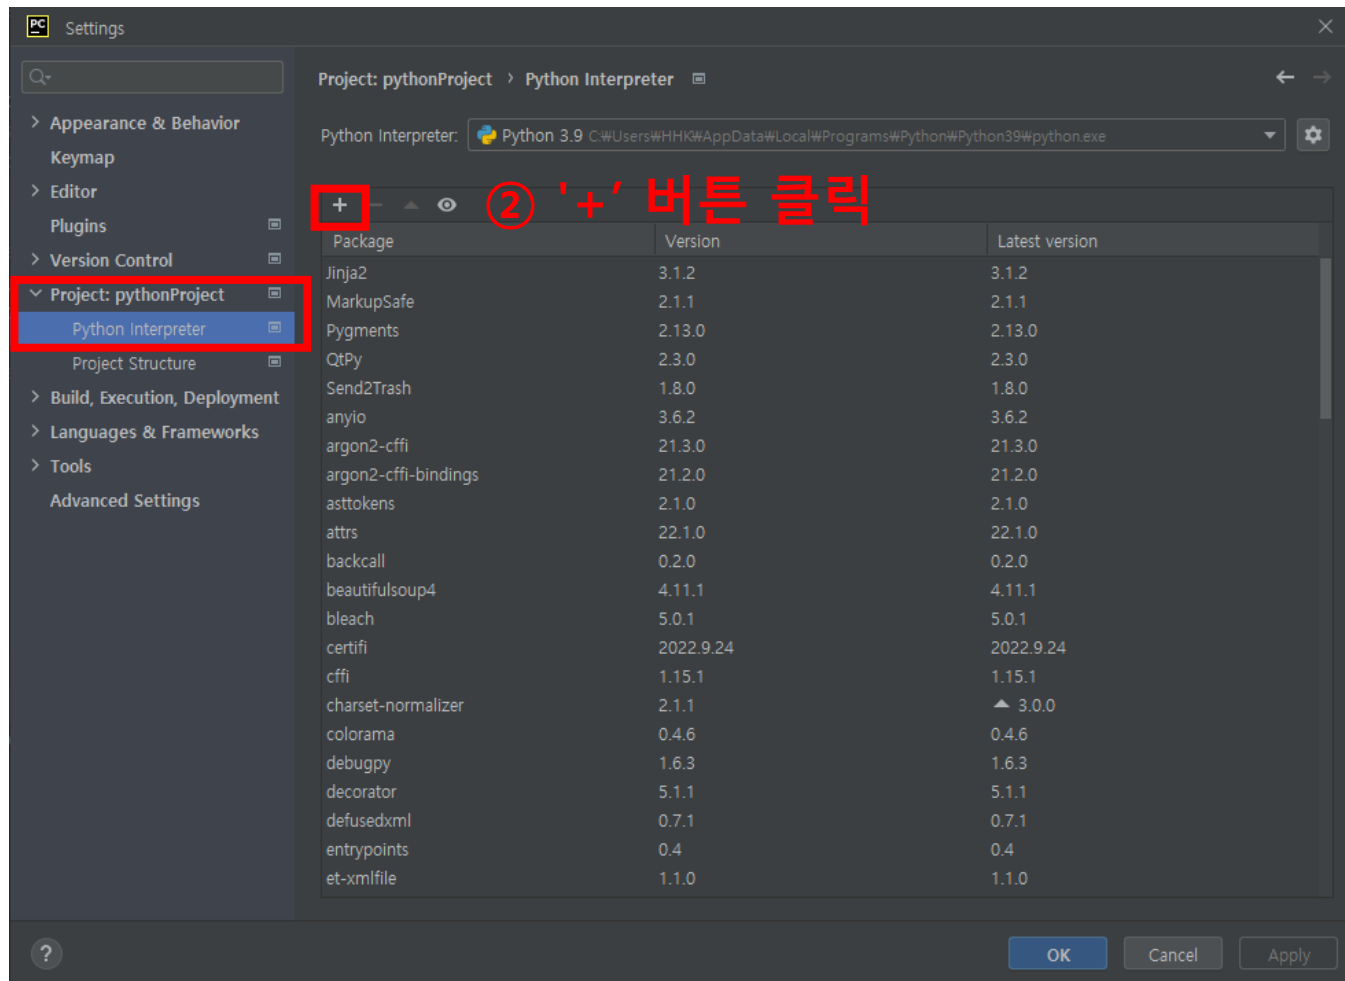 PC Settings
Project: pythonProject › Python Interpreter
Appearance & Behavior
Keymap
Editor
Plugins
Version Control
Project: pythonProject
Python Interpreter
Project Structure
Build, Execution, Deployment
Languages & Frameworks
Tools
Advanced Settings
Python Interpreter: Python 3.9 C:₩Users₩HHK₩AppData₩Local₩Programs₩Python₩Python39₩python.exe
② '+' 버튼 클릭
Package Version Latest version
Jinja2 3.1.2 3.1.2
MarkupSafe 2.1.1 2.1.1
Pygments 2.13.0 2.13.0
QtPy 2.3.0 2.3.0
Send2Trash 1.8.0 1.8.0
anyio 3.6.2 3.6.2
argon2-cffi 21.3.0 21.3.0
argon2-cffi-bindings 21.2.0 21.2.0
asttokens 2.1.0 2.1.0
attrs 22.1.0 22.1.0
backcall 0.2.0 0.2.0
beautifulsoup4 4.11.1 4.11.1
bleach 5.0.1 5.0.1
certifi 2022.9.24 2022.9.24
cffi 1.15.1 1.15.1
charset-normalizer 2.1.1 ▲ 3.0.0
colorama 0.4.6 0.4.6
debugpy 1.6.3 1.6.3
decorator 5.1.1 5.1.1
defusedxml 0.7.1 0.7.1
entrypoints 0.4 0.4
et-xmlfile 1.1.0 1.1.0
? OK Cancel Apply